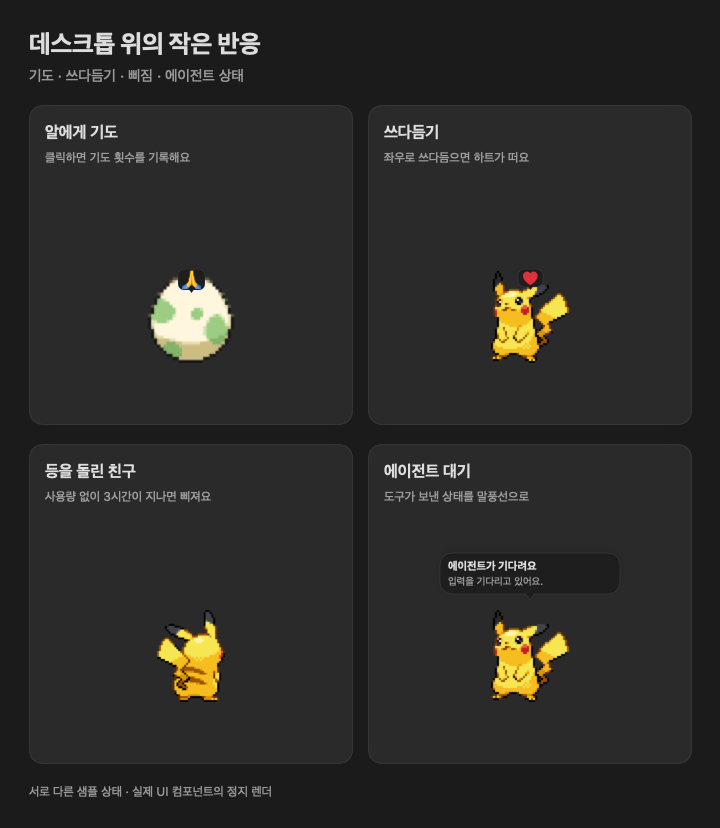 데스크톱 위의 작은 반응
기도 · 쓰다듬기 · 삐짐 · 에이전트 상태
알에게 기도
클릭하면 기도 횟수를 기록해요
쓰다듬기
좌우로 쓰다듬으면 하트가 떠요
등을 돌린 친구
사용량 없이 3시간이 지나면 삐져요
에이전트 대기
도구가 보낸 상태를 말풍선으로
에이전트가 기다려요
입력을 기다리고 있어요.
서로 다른 샘플 상태 · 실제 UI 컴포넌트의 정지 렌더